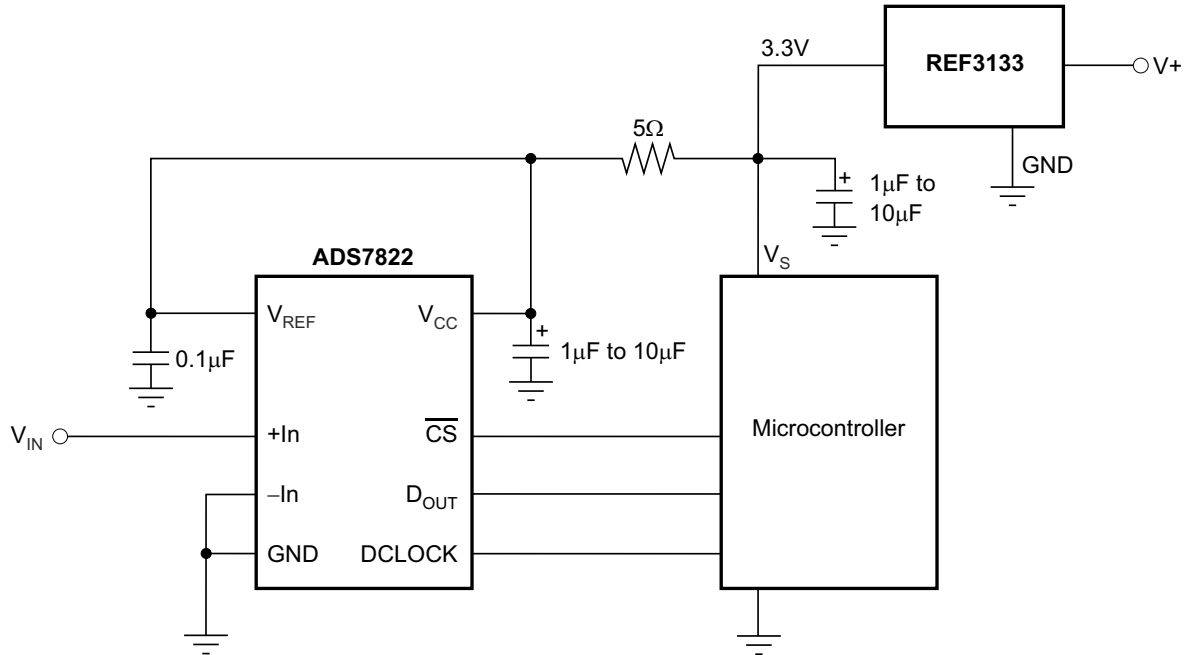 3.3V
REF3133
V+
5Ω
GND
+
1μF to
10μF
ADS7822
V_S
V_REF
V_CC
+
0.1μF
1μF to 10μF
V_IN
+In
C̅S̅
Microcontroller
–In
D_OUT
GND
DCLOCK